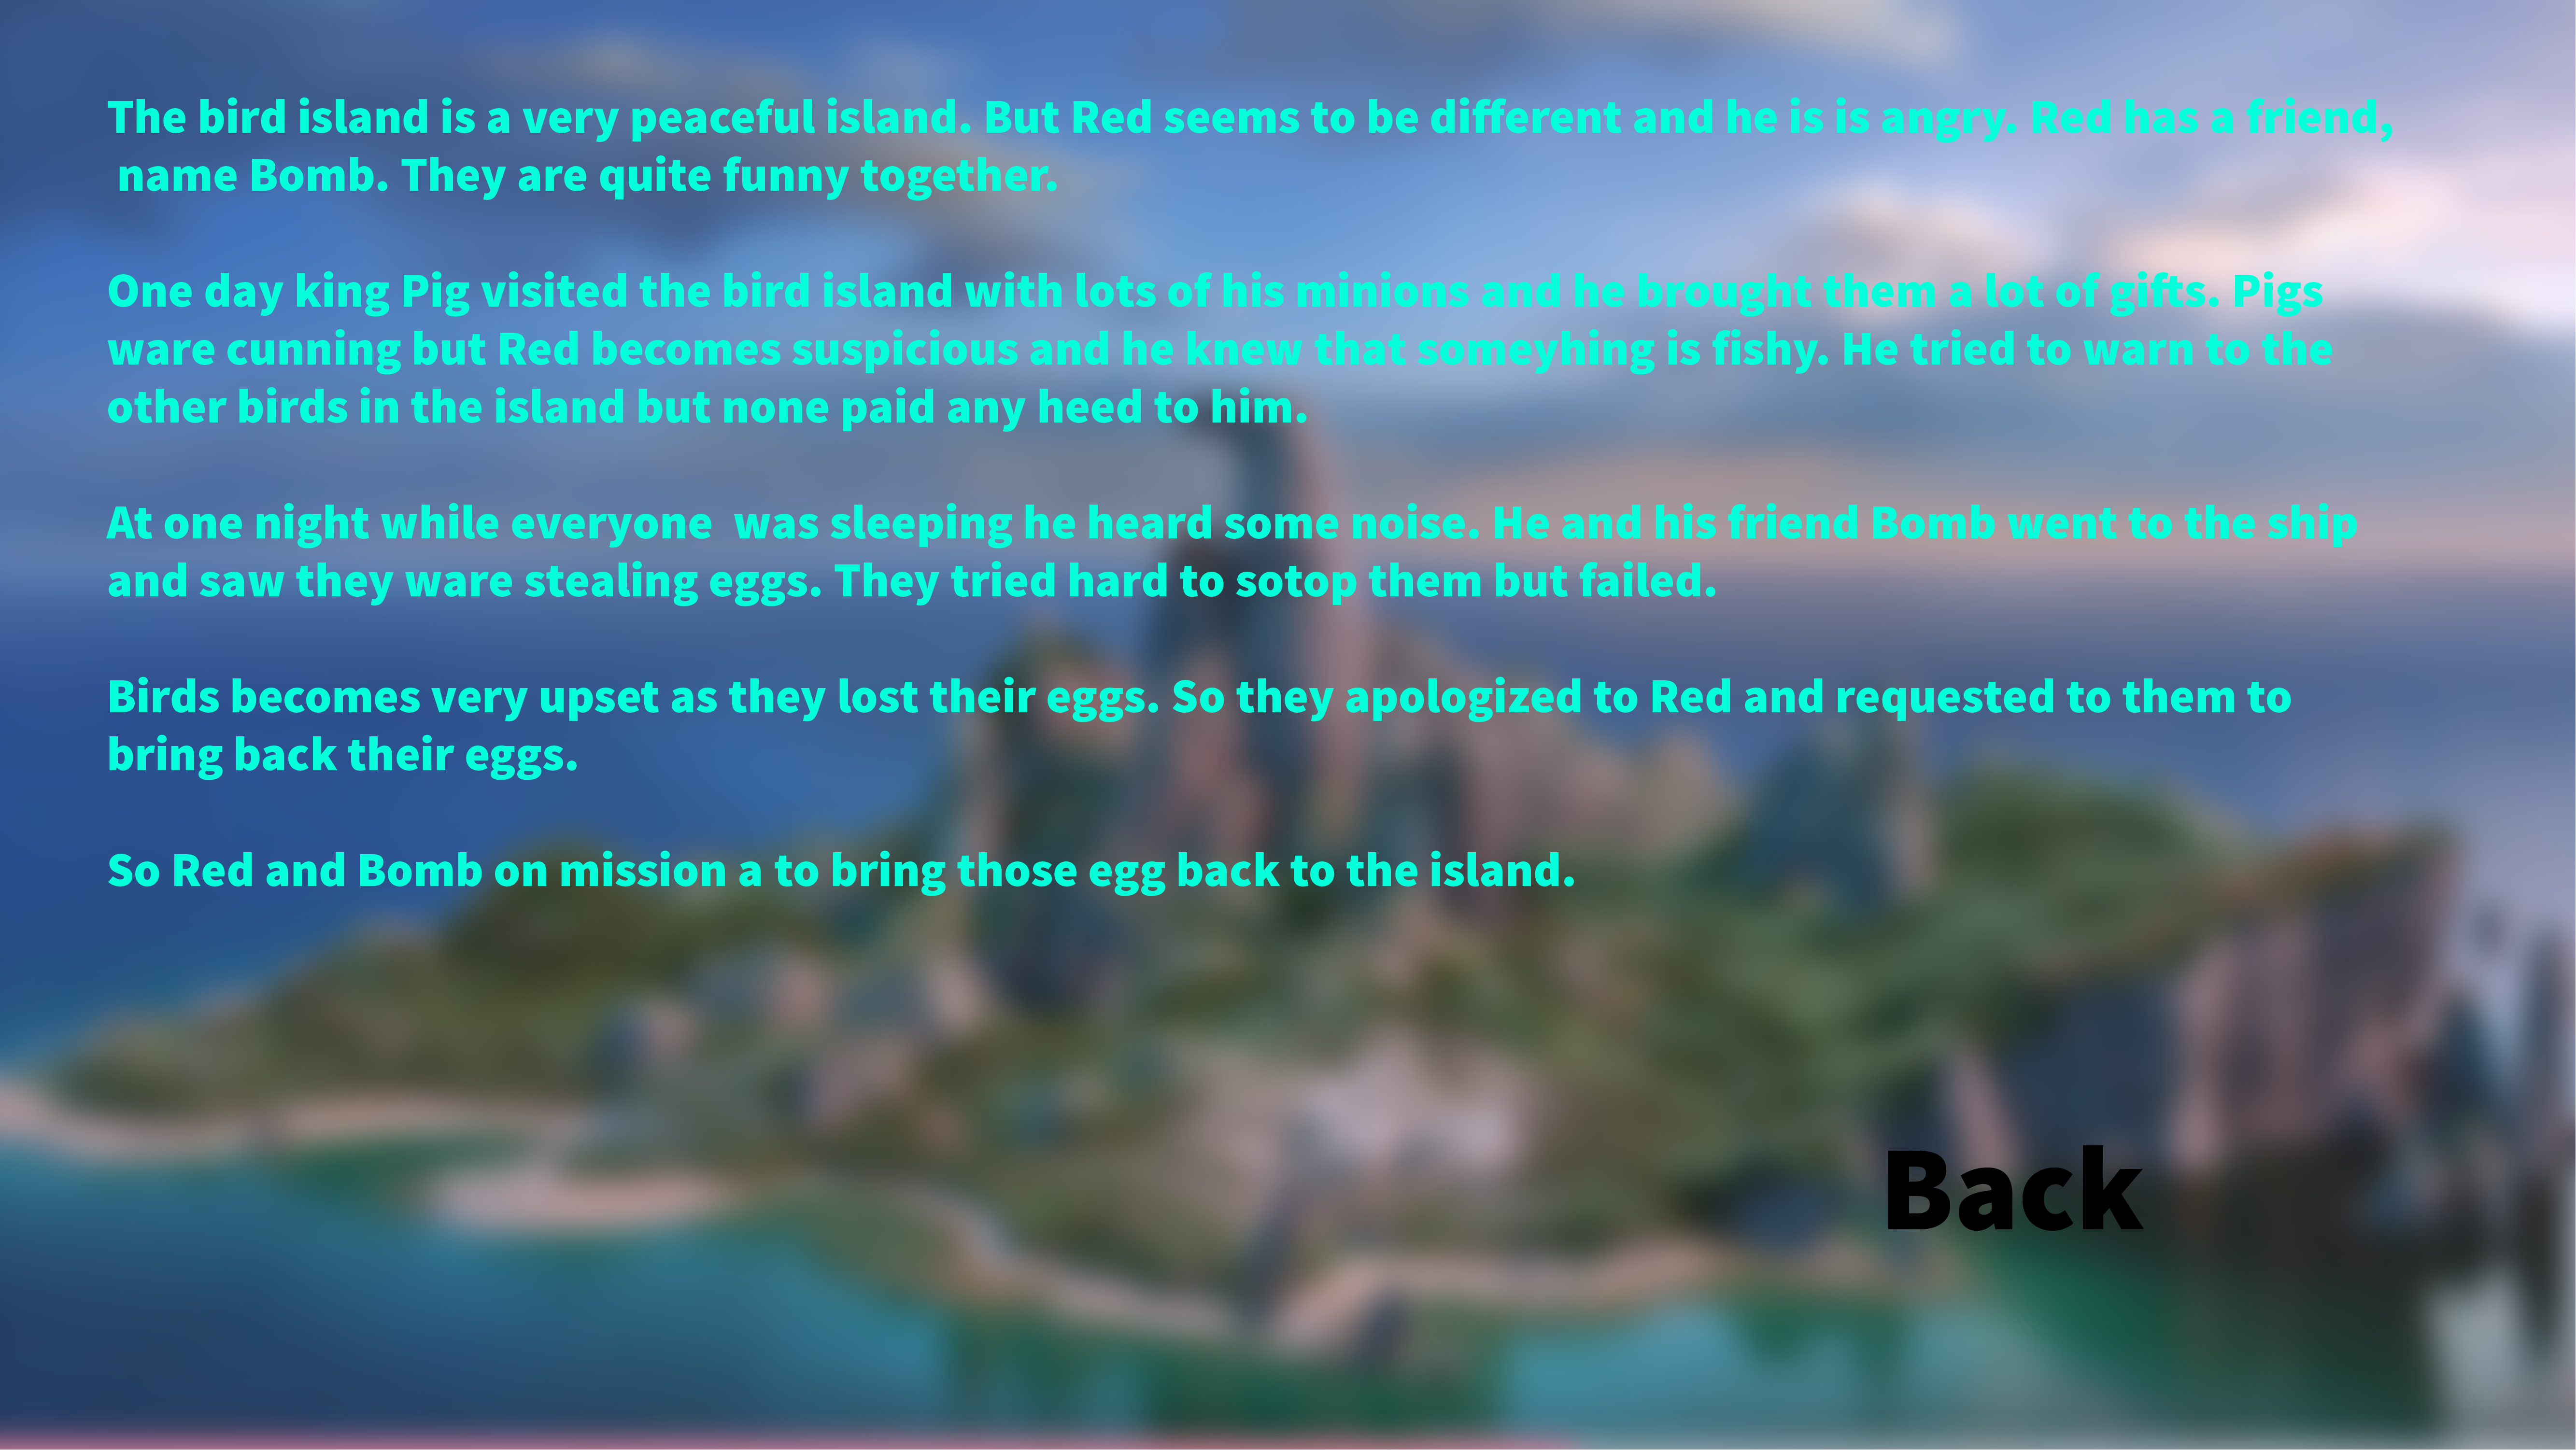 The bird island is a very peaceful island. But Red seems to be different and he is is angry. Red has a friend,
name Bomb. They are quite funny together.
One day king Pig visited the bird island with lots of his minions and he brought them a lot of gifts. Pigs
ware cunning but Red becomes suspicious and he knew that someyhing is fishy. He tried to warn to the
other birds in the island but none paid any heed to him.
At one night while everyone  was sleeping he heard some noise. He and his friend Bomb went to the ship
and saw they ware stealing eggs. They tried hard to sotop them but failed.
Birds becomes very upset as they lost their eggs. So they apologized to Red and requested to them to
bring back their eggs.
So Red and Bomb on mission a to bring those egg back to the island.
Back